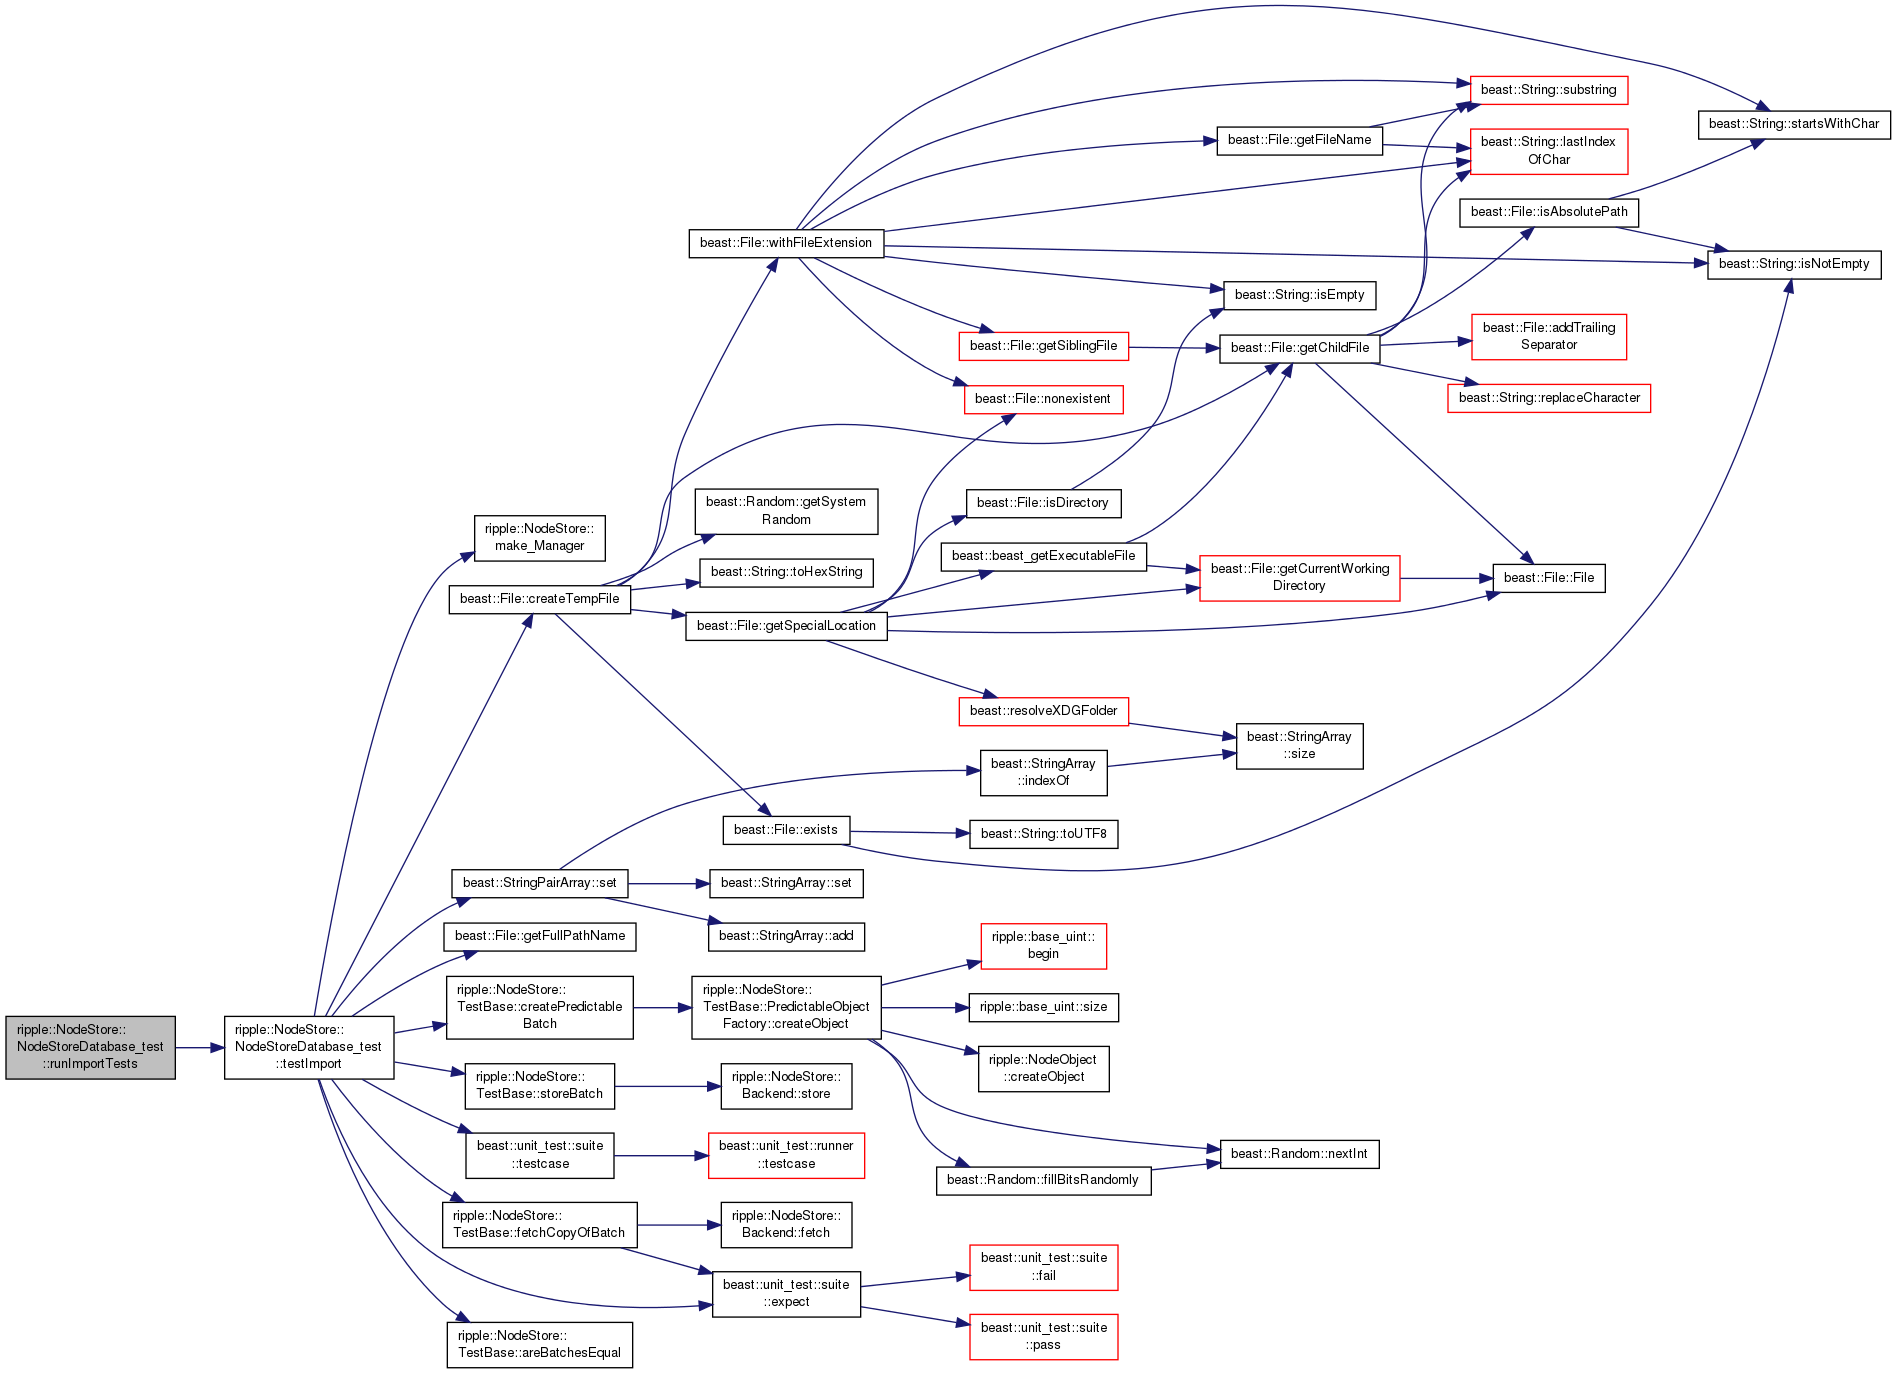 ripple::NodeStore::
NodeStoreDatabase_test
::runImportTests
ripple::NodeStore::
NodeStoreDatabase_test
::testImport
ripple::NodeStore::
make_Manager
beast::File::createTempFile
beast::StringPairArray::set
beast::File::getFullPathName
ripple::NodeStore::
TestBase::createPredictable
Batch
ripple::NodeStore::
TestBase::storeBatch
beast::unit_test::suite
::testcase
ripple::NodeStore::
TestBase::fetchCopyOfBatch
ripple::NodeStore::
TestBase::areBatchesEqual
beast::File::withFileExtension
beast::Random::getSystem
Random
beast::String::toHexString
beast::File::getSpecialLocation
beast::File::exists
beast::StringArray::set
beast::StringArray::add
ripple::NodeStore::
TestBase::PredictableObject
Factory::createObject
ripple::NodeStore::
Backend::store
beast::unit_test::runner
::testcase
ripple::NodeStore::
Backend::fetch
beast::unit_test::suite
::expect
beast::File::getSiblingFile
beast::File::nonexistent
beast::File::isDirectory
beast::beast_getExecutableFile
beast::resolveXDGFolder
beast::StringArray
::indexOf
beast::String::toUTF8
ripple::base_uint::
begin
ripple::base_uint::size
ripple::NodeObject
::createObject
beast::Random::fillBitsRandomly
beast::unit_test::suite
::fail
beast::unit_test::suite
::pass
beast::File::getFileName
beast::String::isEmpty
beast::File::getChildFile
beast::File::getCurrentWorking
Directory
beast::StringArray
::size
beast::Random::nextInt
beast::String::substring
beast::String::lastIndex
OfChar
beast::File::isAbsolutePath
beast::File::addTrailing
Separator
beast::String::replaceCharacter
beast::File::File
beast::String::startsWithChar
beast::String::isNotEmpty